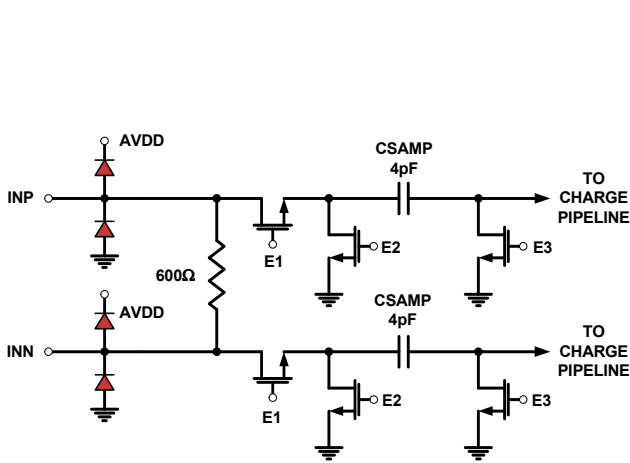 AVDD
CSAMP
4pF
INP
TO
CHARGE
PIPELINE
E1
E2
E3
600Ω
AVDD
CSAMP
4pF
INN
TO
CHARGE
PIPELINE
E1
E2
E3